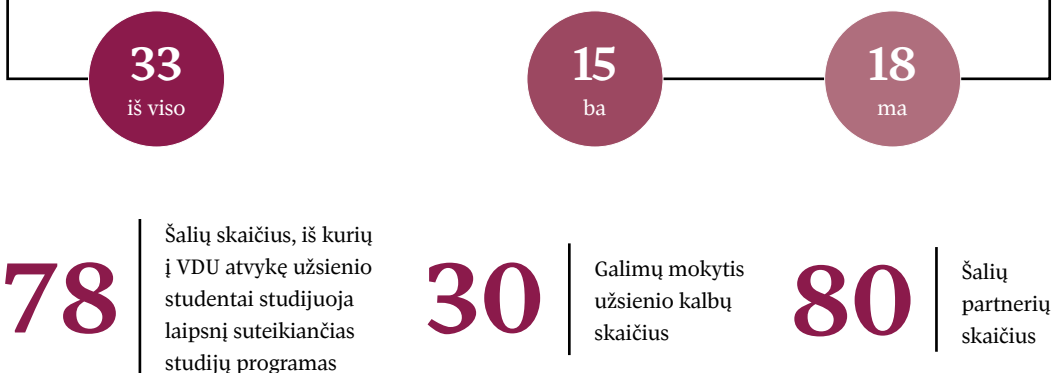 33
iš viso
15
ba
18
ma
78
Šalių skaičius, iš kurių
į VDU atvykę užsienio
studentai studijuoja
laipsnį suteikiančias
studijų programas
30
Galimų mokytis
užsienio kalbų
skaičius
80
Šalių
partnerių
skaičius